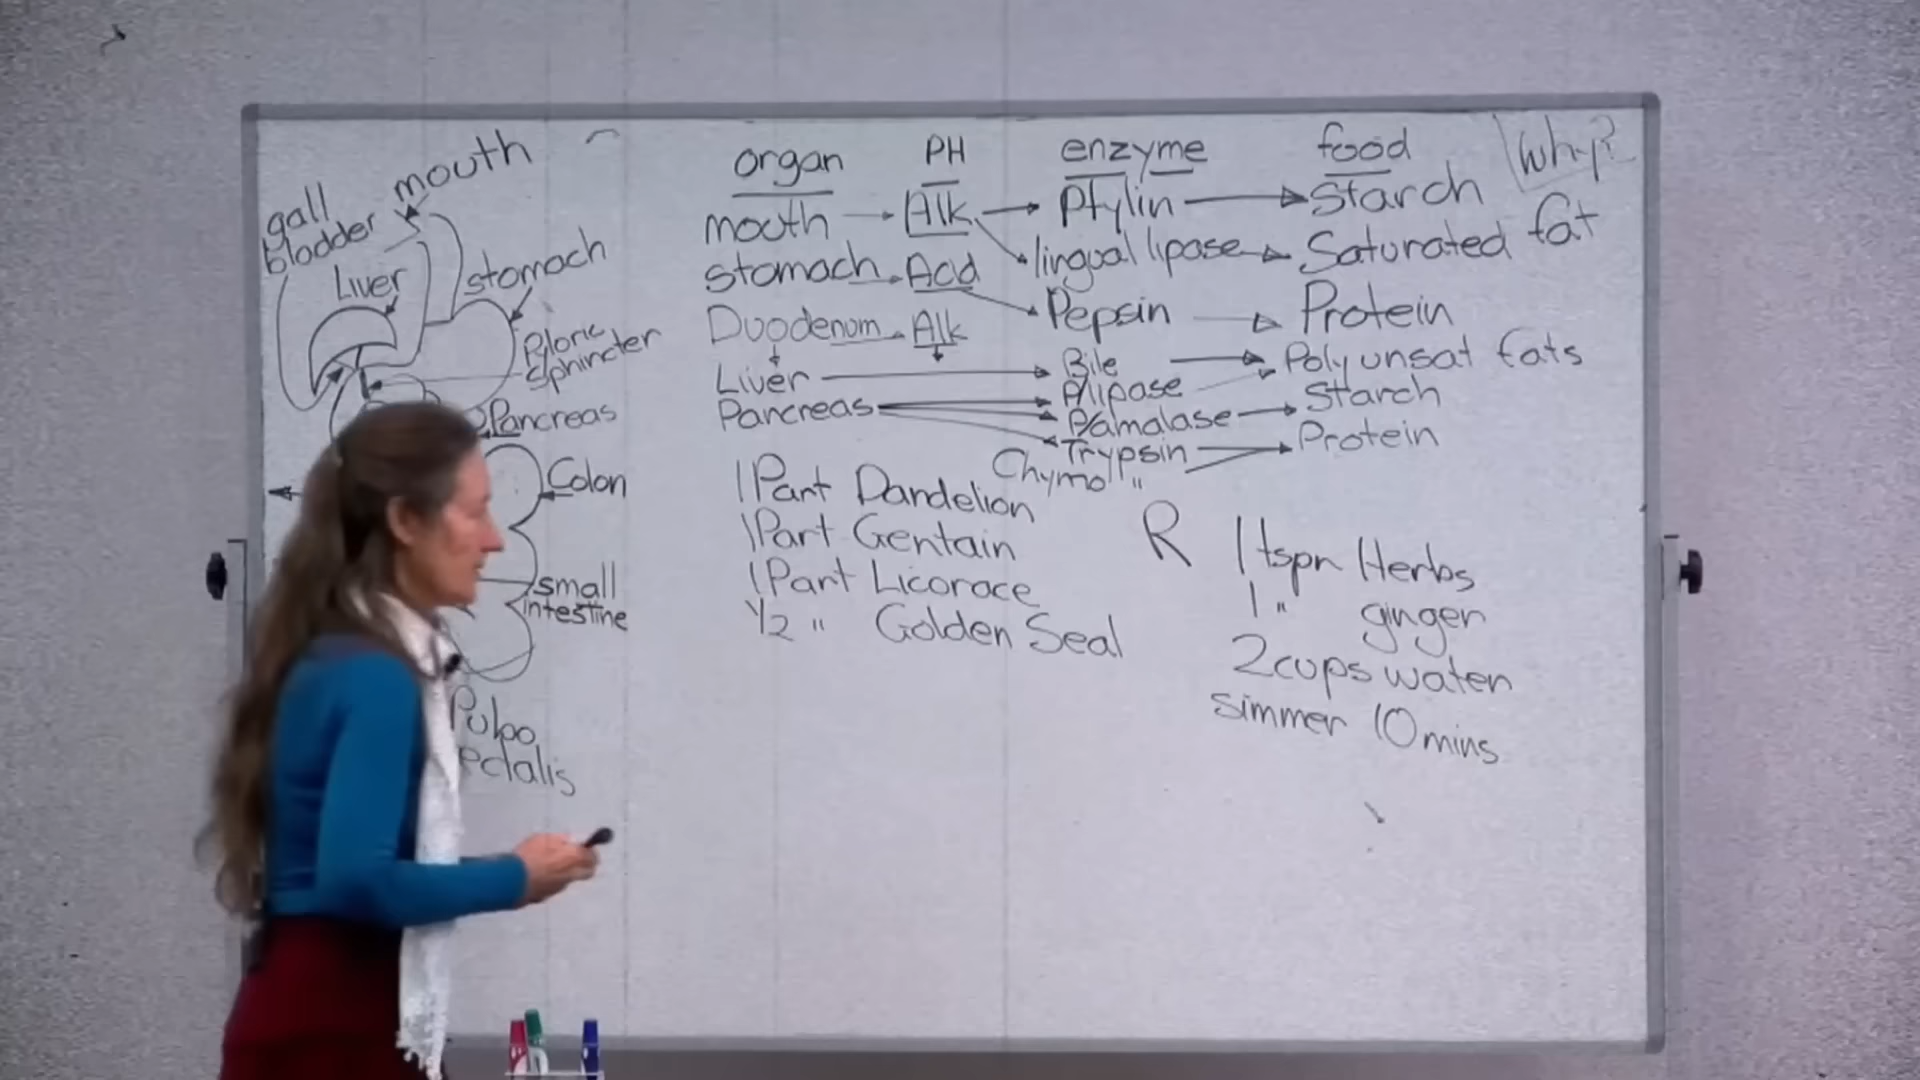 mouth
gall
bladder
Liver
stomach
Pyloric
Sphincter
Pancreas
Colon
small
intestine
organ PH enzyme food Why?
mouth Alk Ptylin Starch
lingual lipase Saturated fat
stomach Acid
Pepsin Protein
Duodenum Alk
Liver Bile Poly unsat fats
Pancreas P/lipase
P/amalase Starch
Trypsin Protein
Chymo "
1 Part Dandelion
1 Part Gentain
1 Part Licorace
1/2 " Golden Seal
R 1 tspn Herbs
1 " ginger
2 cups water
simmer 10 mins